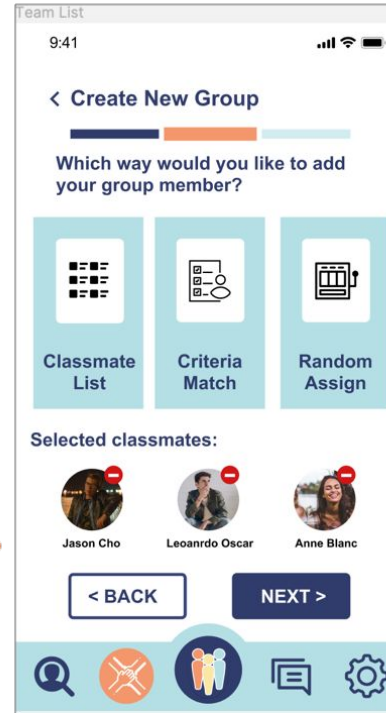 Team List
9:41
< Create New Group
Which way would you like to add
your group member?
Classmate
List
Criteria
Match
Random
Assign
Selected classmates:
Jason Cho
Leoanrdo Oscar
Anne Blanc
< BACK
NEXT >